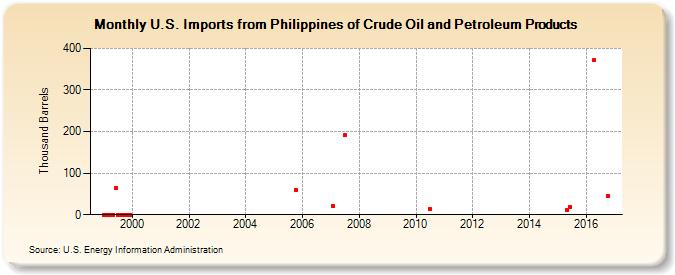 Monthly U.S. Imports from Philippines of Crude Oil and Petroleum Products
Thousand Barrels
400
300
200
100
0
2000 2002 2004 2006 2008 2010 2012 2014 2016
Source: U.S. Energy Information Administration